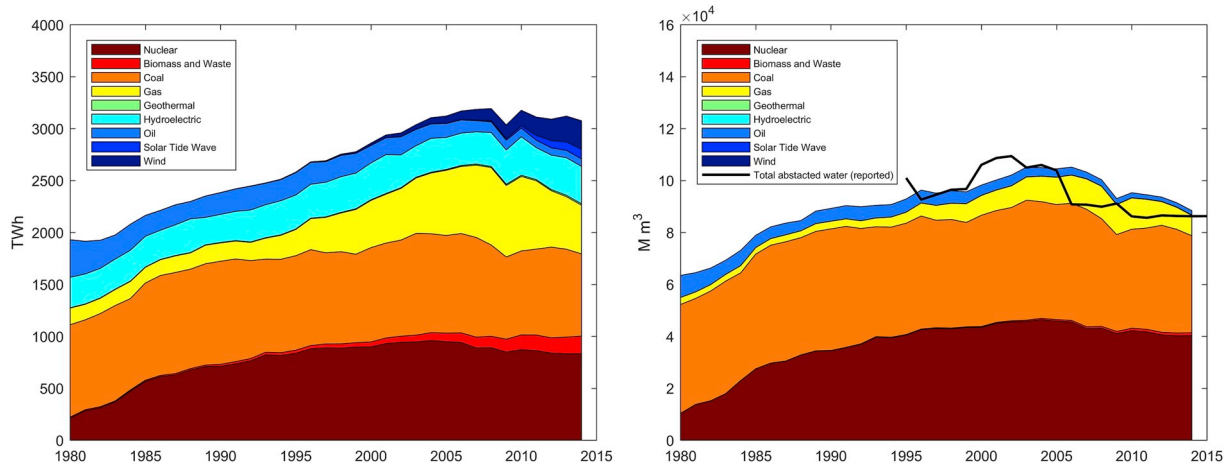 4000
3500
3000
2500
2000
1500
1000
500
0
TWh
1980
1985
1990
1995
2000
2005
2010
2015
Nuclear
Biomass and Waste
Coal
Gas
Geothermal
Hydroelectric
Oil
Solar Tide Wave
Wind
×10⁴
16
14
12
10
8
6
4
2
0
M m³
1980
1985
1990
1995
2000
2005
2010
2015
Nuclear
Biomass and Waste
Coal
Gas
Geothermal
Hydroelectric
Oil
Solar Tide Wave
Wind
Total abstacted water (reported)